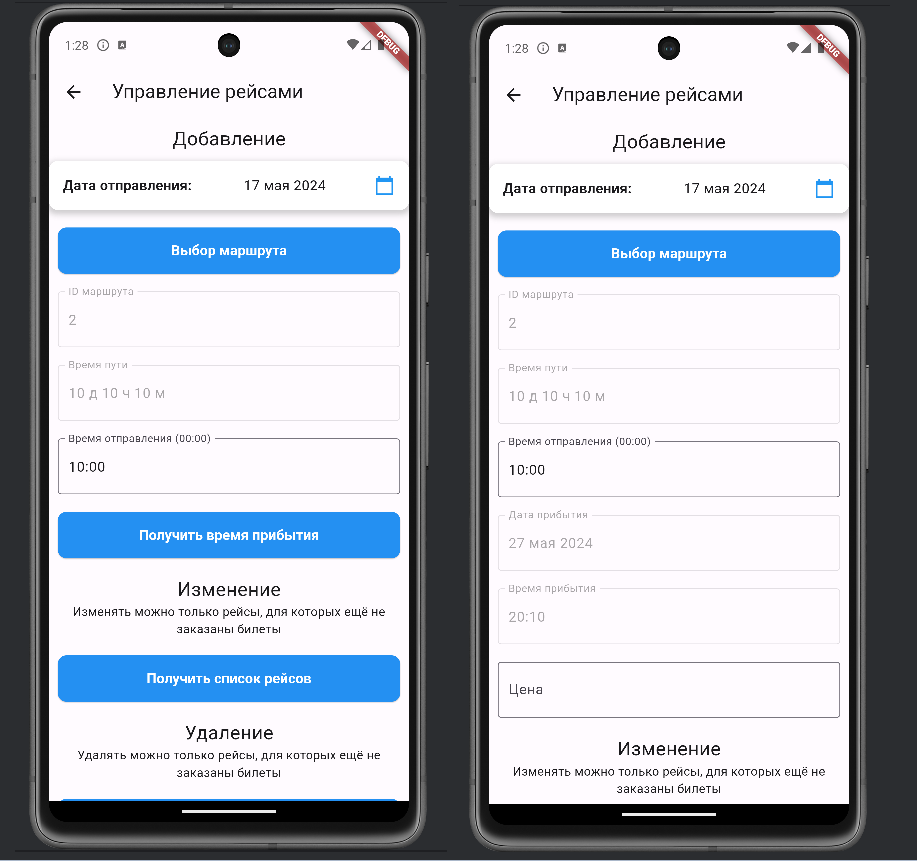 1:28
DEBUG
Управление рейсами
Добавление
Дата отправления: 17 мая 2024
Выбор маршрута
ID маршрута
2
Время пути
10 д 10 ч 10 м
Время отправления (00:00)
10:00
Получить время прибытия
Изменение
Изменять можно только рейсы, для которых ещё не
заказаны билеты
Получить список рейсов
Удаление
Удалять можно только рейсы, для которых ещё не
заказаны билеты
1:28
DEBUG
Управление рейсами
Добавление
Дата отправления: 17 мая 2024
Выбор маршрута
ID маршрута
2
Время пути
10 д 10 ч 10 м
Время отправления (00:00)
10:00
Дата прибытия
27 мая 2024
Время прибытия
20:10
Цена
Изменение
Изменять можно только рейсы, для которых ещё не
заказаны билеты